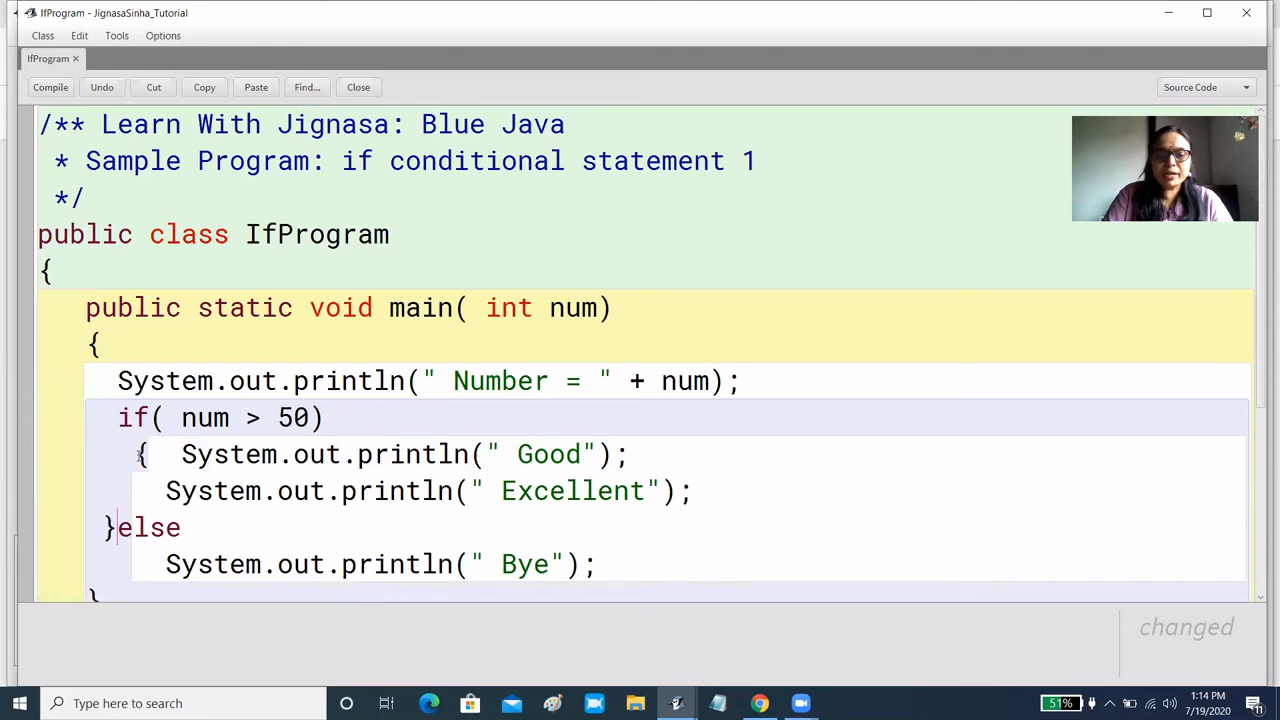 IfProgram - JignasaSinha_Tutorial
Class Edit Tools Options
IfProgram ×
Compile Undo Cut Copy Paste Find... Close Source Code
/** Learn With Jignasa: Blue Java
* Sample Program: if conditional statement 1
*/
public class IfProgram
{
public static void main( int num)
{
System.out.println(" Number = " + num);
if( num > 50)
{ System.out.println(" Good");
System.out.println(" Excellent");
}else
System.out.println(" Bye");
}
changed
Type here to search
51%
1:14 PM
7/19/2020
11